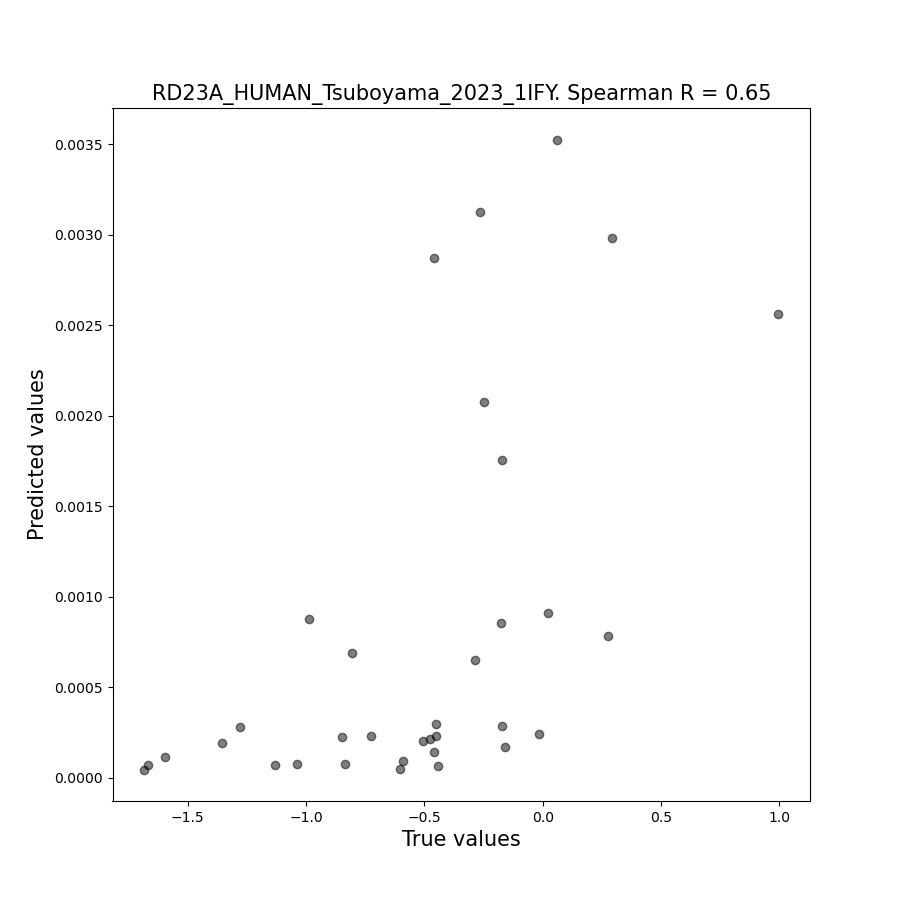 RD23A_HUMAN_Tsuboyama_2023_1IFY. Spearman R = 0.65
0.0035
0.0030
0.0025
0.0020
0.0015
0.0010
0.0005
0.0000
Predicted values
−1.5 −1.0 −0.5 0.0 0.5 1.0
True values